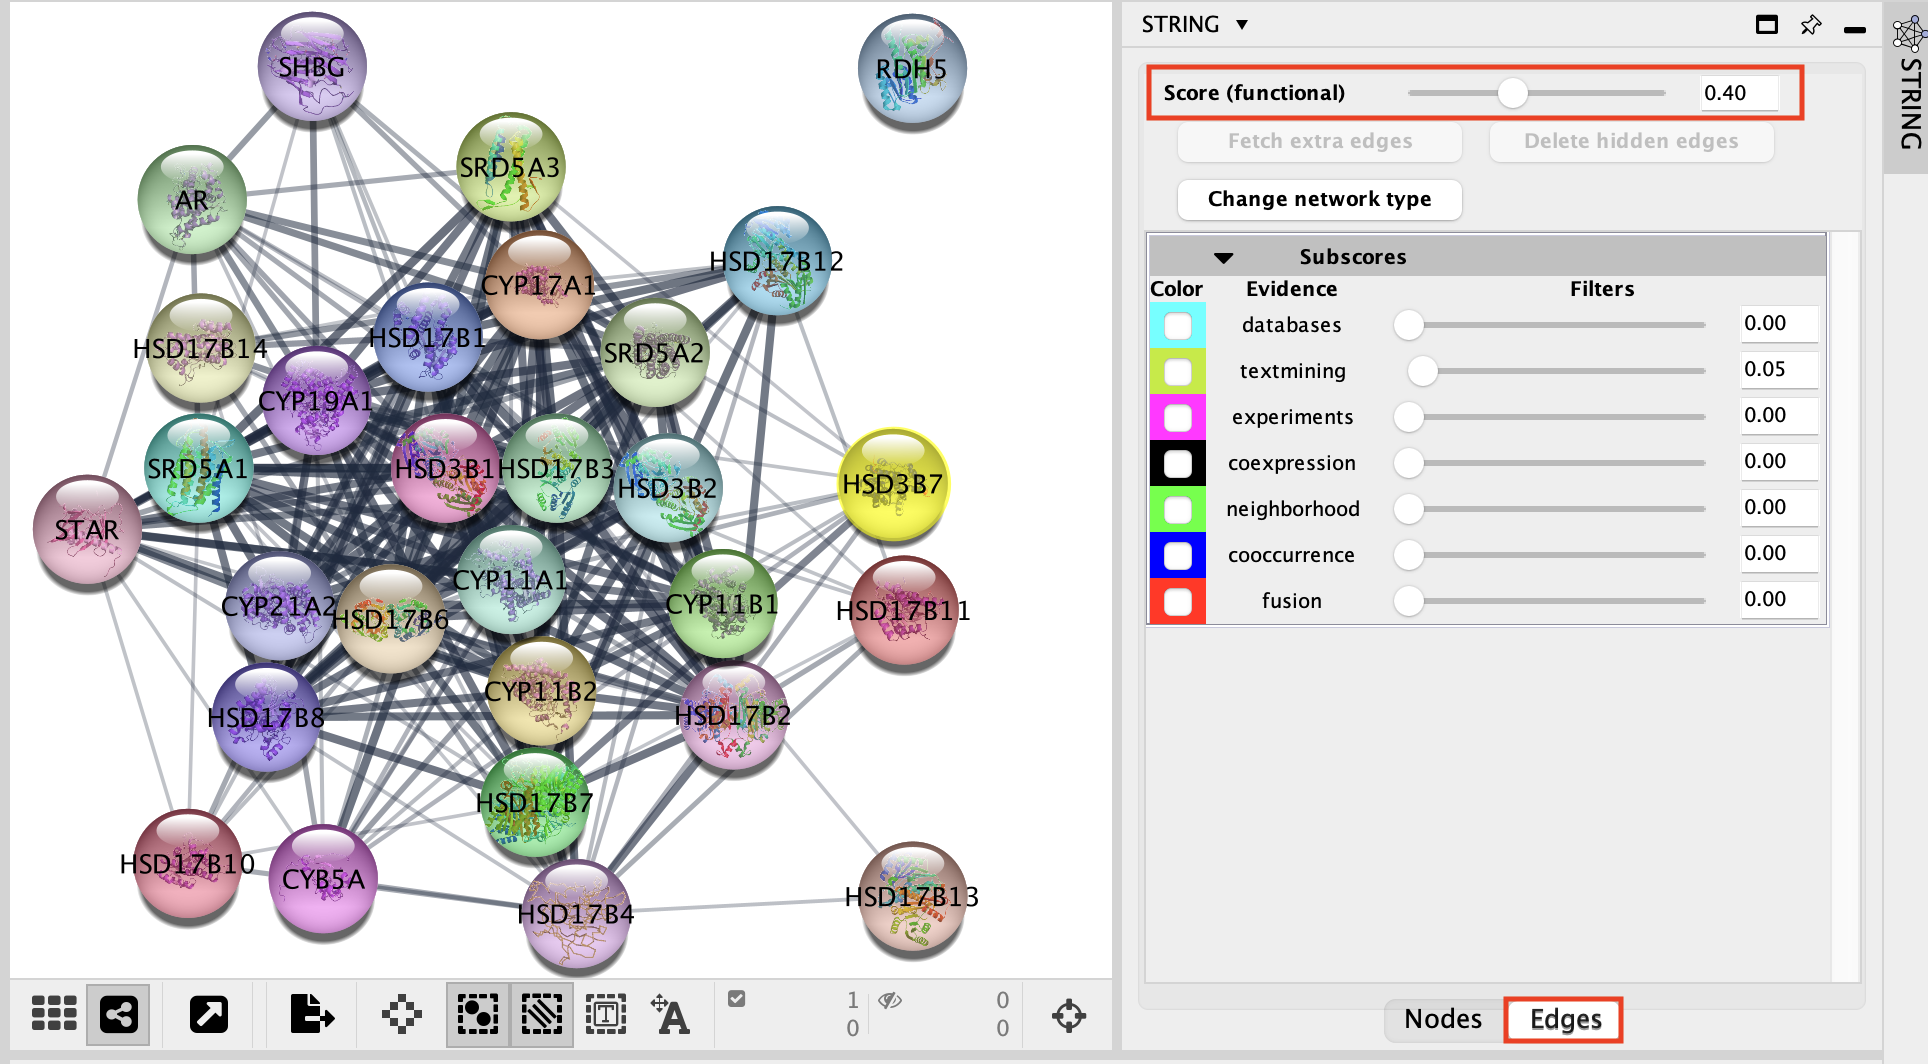 SHBG
RDH5
SRD5A3
AR
HSD17B12
CYP17A1
HSD17B1
HSD17B14
SRD5A2
CYP19A1
SRD5A1
HSD3B1
HSD17B3
HSD3B2
HSD3B7
STAR
CYP11A1
CYP21A2
HSD17B6
CYP11B1
HSD17B11
CYP11B2
HSD17B8
HSD17B2
HSD17B7
HSD17B10
CYB5A
HSD17B4
HSD17B13
T
A
1
0
0
0
STRING
Score (functional) 0.40
Fetch extra edges Delete hidden edges
Change network type
Subscores
Color Evidence Filters
databases 0.00
textmining 0.05
experiments 0.00
coexpression 0.00
neighborhood 0.00
cooccurrence 0.00
fusion 0.00
Nodes Edges
STRING